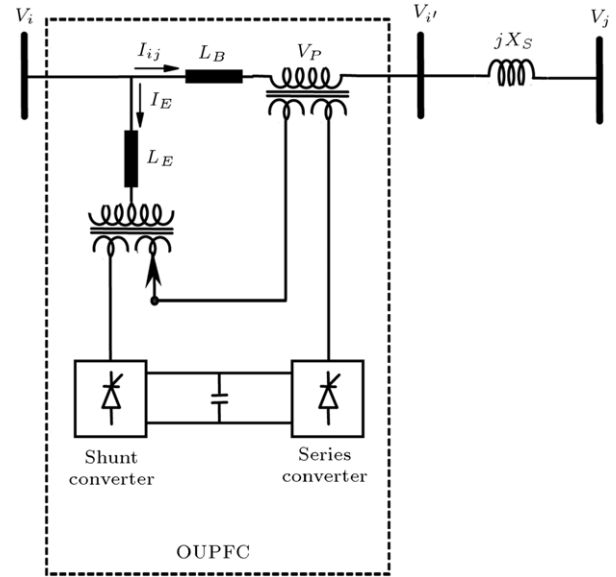 V_i
V_{i'}
V_j
I_{ij}
L_B
V_P
jX_S
I_E
L_E
Shunt
converter
Series
converter
OUPFC